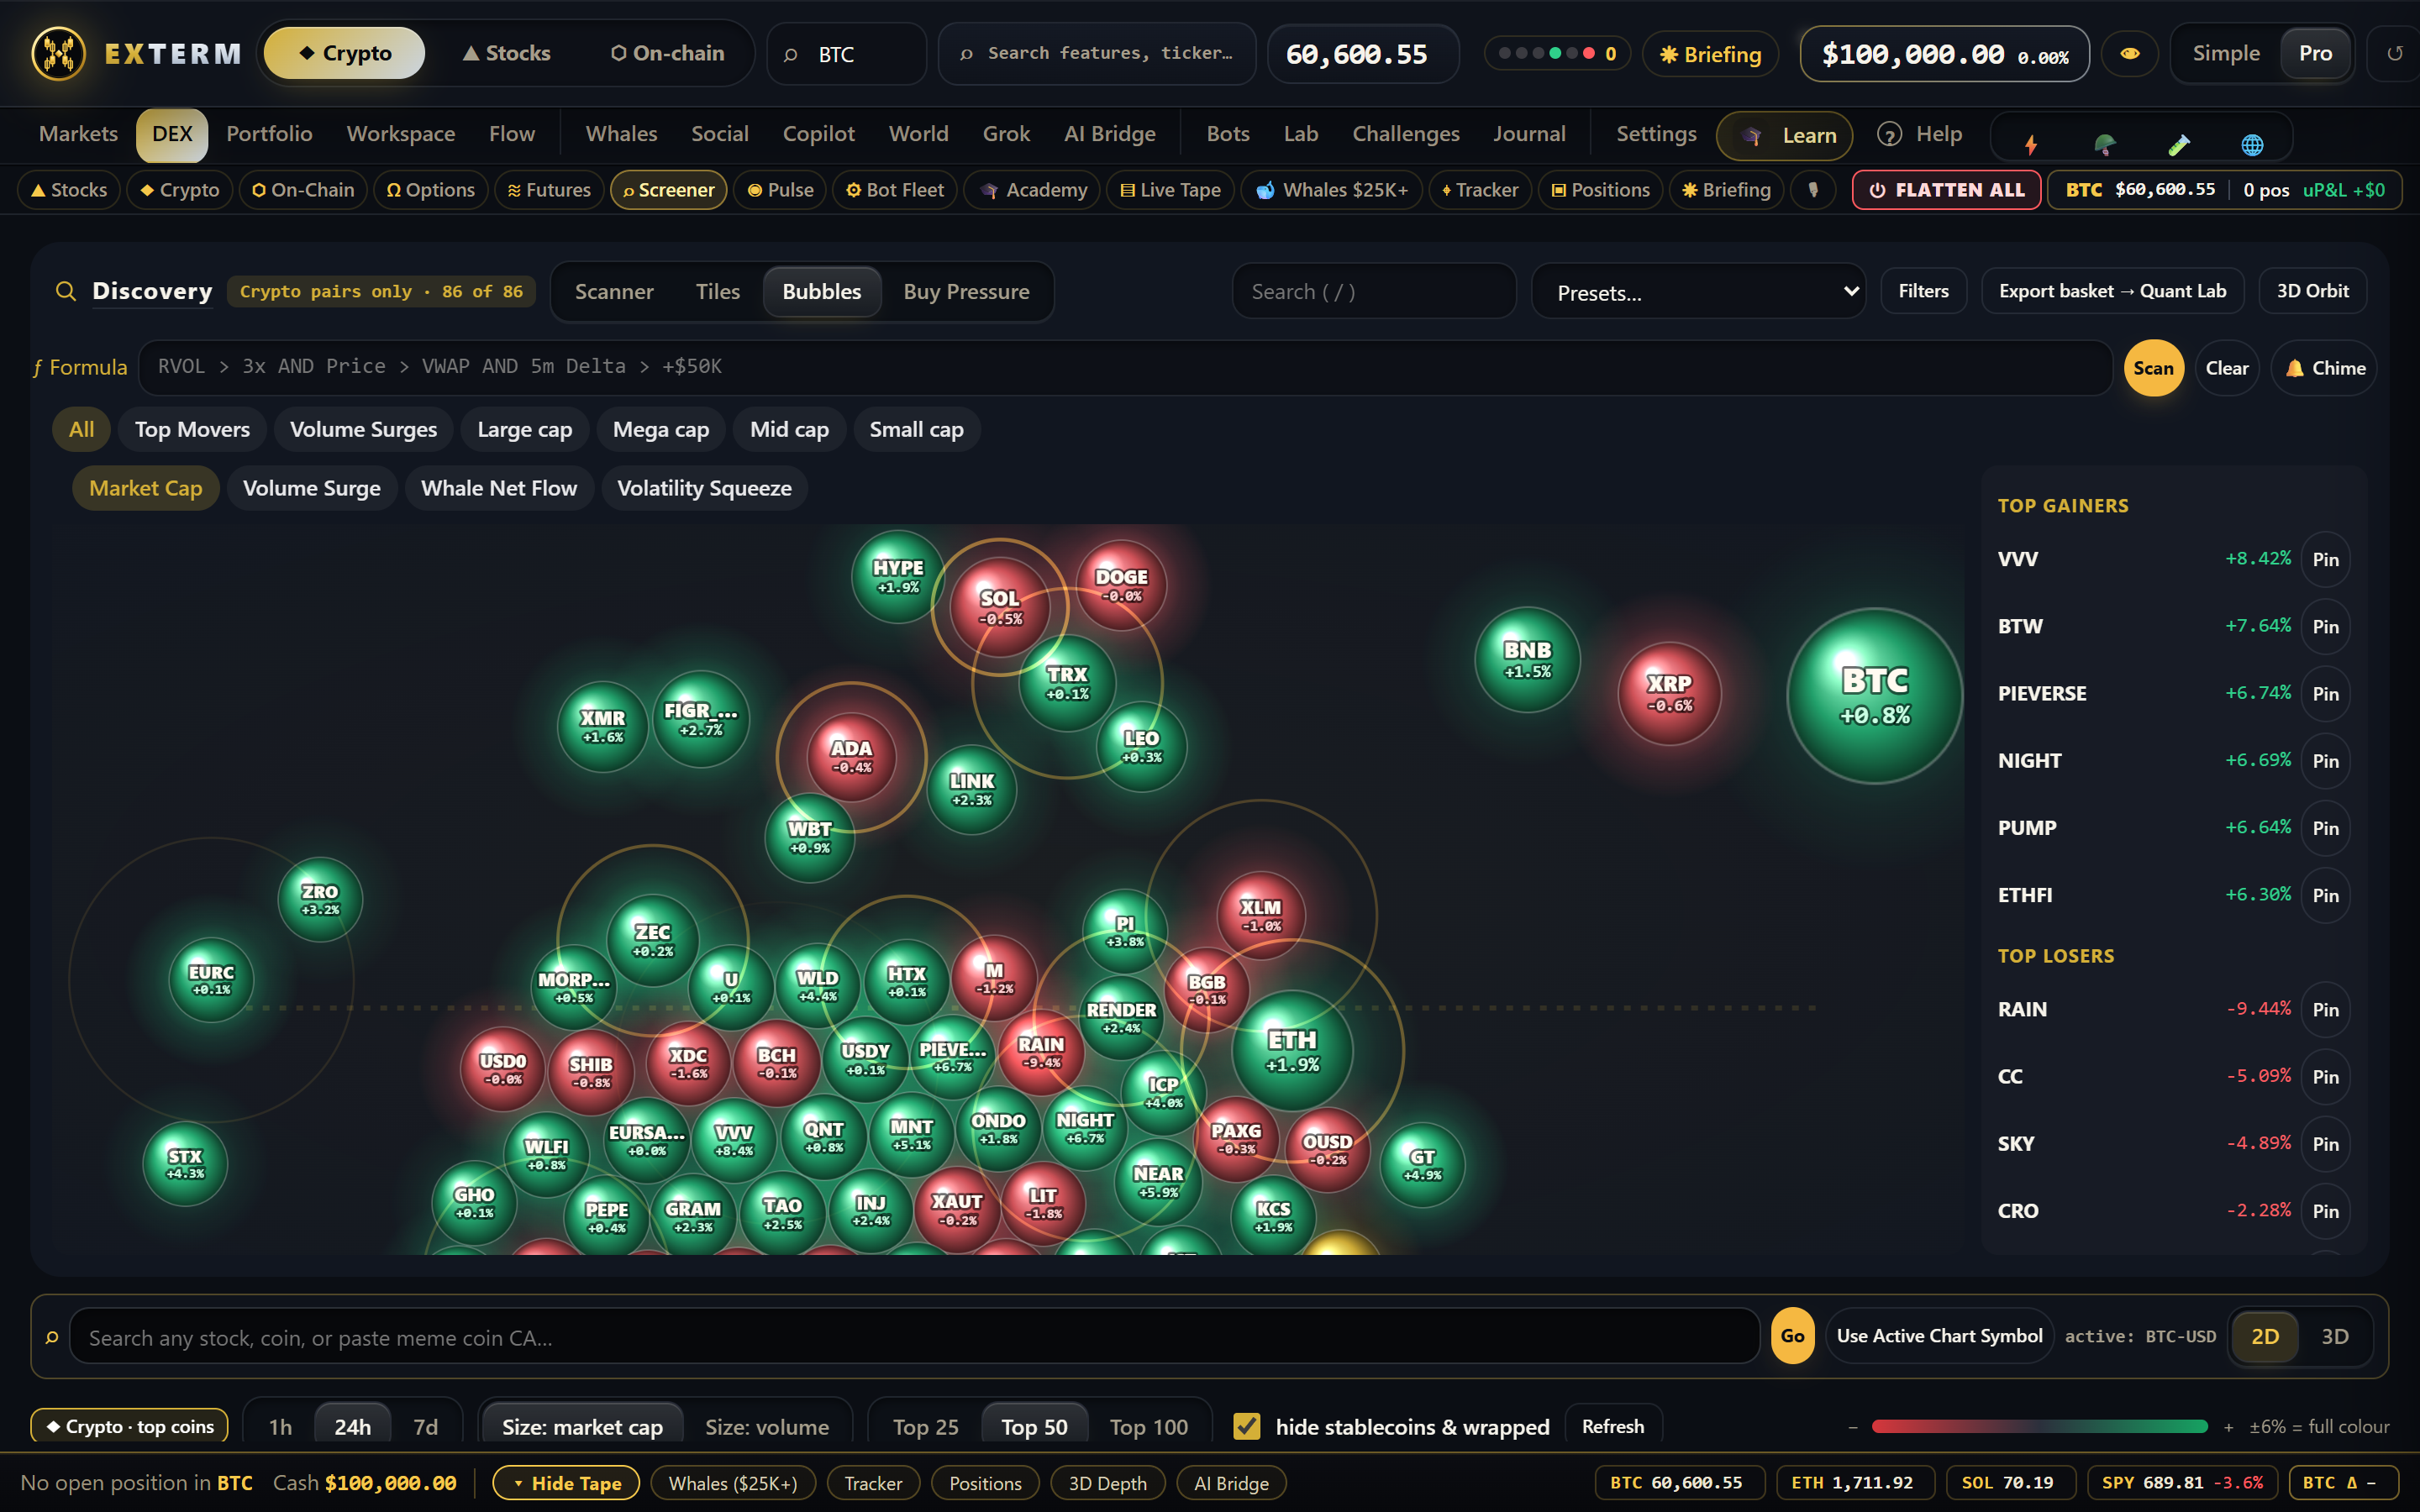 EXTERM
Crypto
Stocks
On-chain
BTC
Search features, ticker…
60,600.55
0
Briefing
$100,000.00 0.00%
Simple
Pro
Markets
DEX
Portfolio
Workspace
Flow
Whales
Social
Copilot
World
Grok
AI Bridge
Bots
Lab
Challenges
Journal
Settings
Learn
Help
Stocks
Crypto
On-Chain
Options
Futures
Screener
Pulse
Bot Fleet
Academy
Live Tape
Whales $25K+
Tracker
Positions
Briefing
FLATTEN ALL
BTC $60,600.55 0 pos uP&L +$0
Discovery
Crypto pairs only · 86 of 86
Scanner
Tiles
Bubbles
Buy Pressure
Search ( / )
Presets...
Filters
Export basket → Quant Lab
3D Orbit
ƒ Formula
RVOL > 3x AND Price > VWAP AND 5m Delta > +$50K
Scan
Clear
Chime
All
Top Movers
Volume Surges
Large cap
Mega cap
Mid cap
Small cap
Market Cap
Volume Surge
Whale Net Flow
Volatility Squeeze
HYPE
+1.9%
SOL
-0.5%
DOGE
-0.0%
TRX
+0.1%
BNB
+1.5%
XRP
-0.6%
BTC
+0.8%
XMR
+1.6%
FIGR_…
+2.7%
ADA
-0.4%
LEO
+0.3%
LINK
+2.3%
WBT
+0.9%
ZRO
+3.2%
EURC
+0.1%
ZEC
+0.2%
PI
+3.8%
XLM
-1.0%
MORP…
+0.5%
U
+0.1%
WLD
+4.4%
HTX
+0.1%
M
-1.2%
BGB
-0.1%
RENDER
+2.4%
ETH
+1.9%
USD0
-0.0%
SHIB
-0.8%
XDC
-1.6%
BCH
-0.1%
USDY
+0.1%
PIEVE…
+6.7%
RAIN
-9.4%
ICP
+4.0%
STX
+4.3%
WLFI
+0.8%
EURSA…
+0.0%
VVV
+8.4%
QNT
+0.8%
MNT
+5.1%
ONDO
+1.8%
NIGHT
+6.7%
PAXG
-0.3%
OUSD
-0.2%
GT
+4.9%
NEAR
+5.9%
GHO
+0.1%
PEPE
+0.4%
GRAM
+2.3%
TAO
+2.5%
INJ
+2.4%
XAUT
-0.2%
LIT
-1.8%
KCS
+1.9%
TOP GAINERS
VVV +8.42% Pin
BTW +7.64% Pin
PIEVERSE +6.74% Pin
NIGHT +6.69% Pin
PUMP +6.64% Pin
ETHFI +6.30% Pin
TOP LOSERS
RAIN -9.44% Pin
CC -5.09% Pin
SKY -4.89% Pin
CRO -2.28% Pin
Search any stock, coin, or paste meme coin CA…
Go
Use Active Chart Symbol
active: BTC-USD
2D
3D
Crypto · top coins
1h
24h
7d
Size: market cap
Size: volume
Top 25
Top 50
Top 100
hide stablecoins & wrapped
Refresh
− + ±6% = full colour
No open position in BTC Cash $100,000.00
Hide Tape
Whales ($25K+)
Tracker
Positions
3D Depth
AI Bridge
BTC 60,600.55
ETH 1,711.92
SOL 70.19
SPY 689.81 -3.6%
BTC Δ −